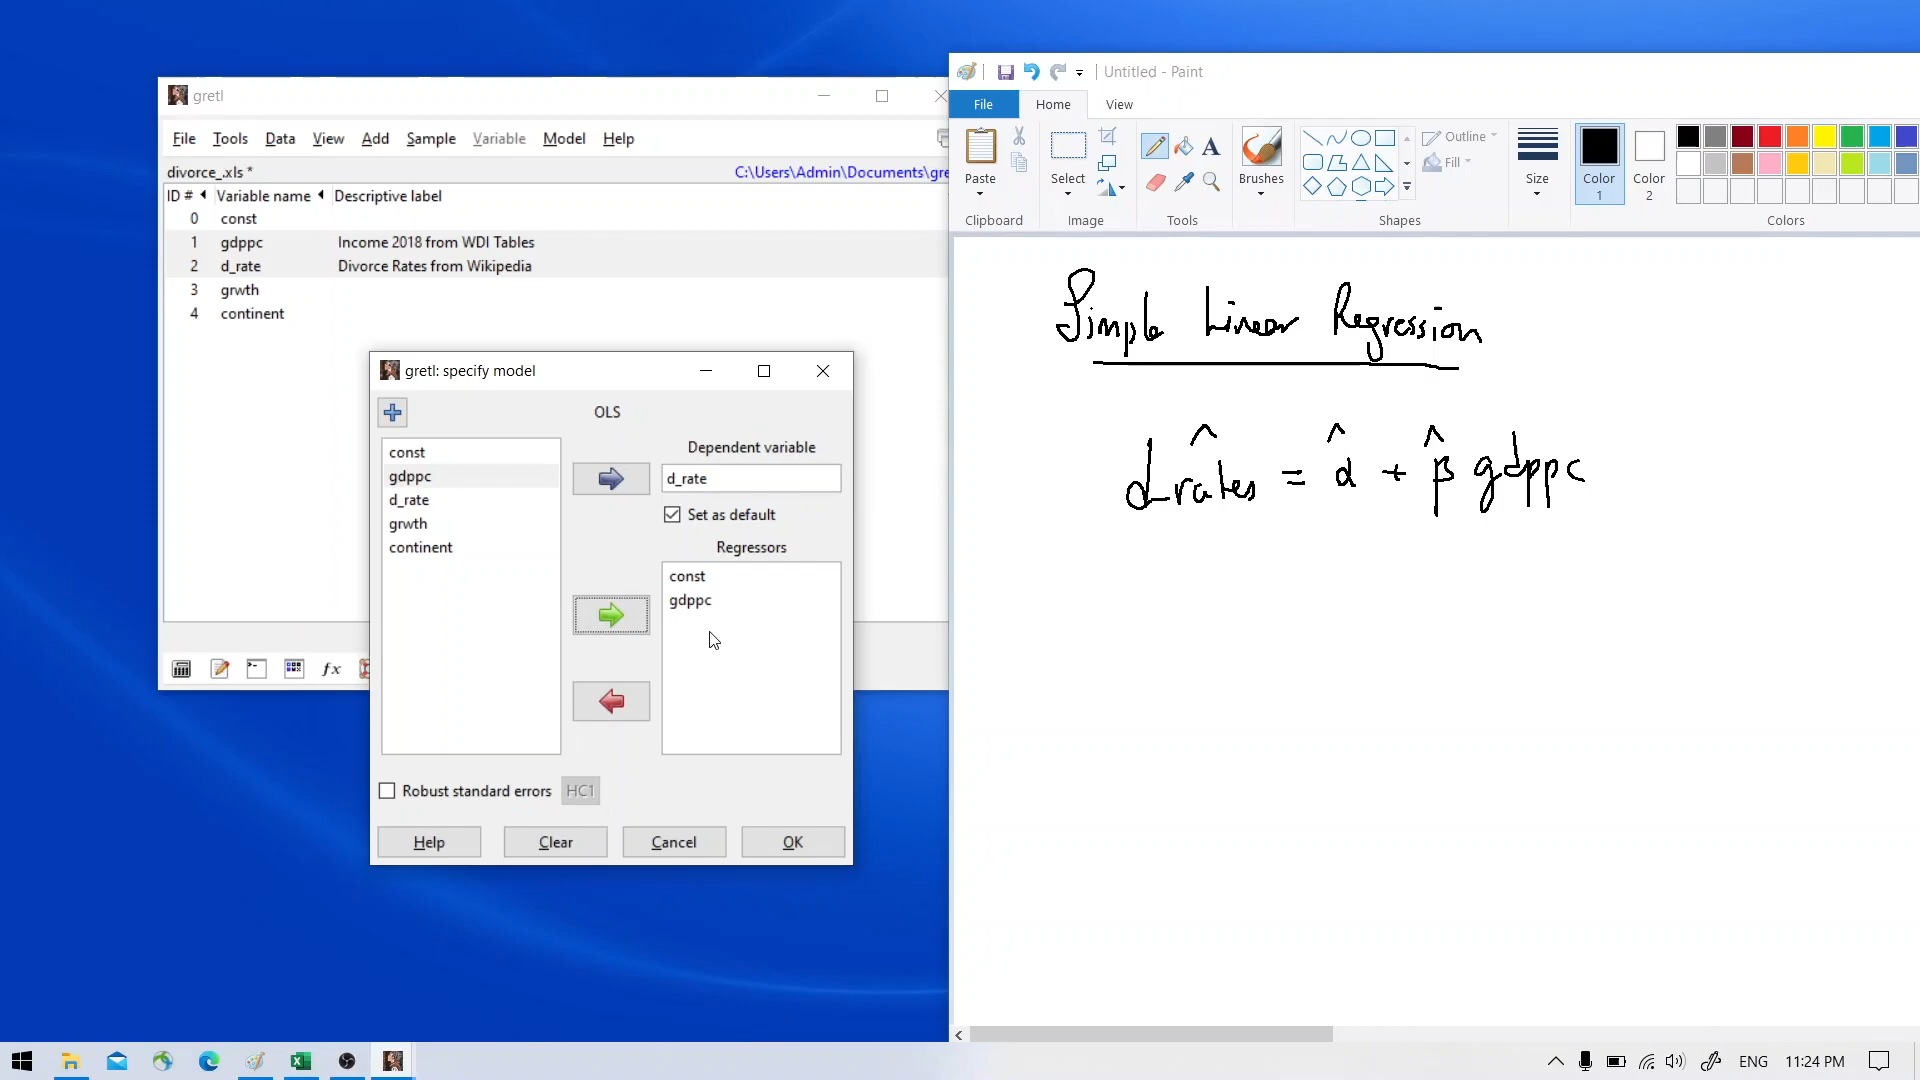 gretl
File Tools Data View Add Sample Variable Model Help
divorce_.xls * C:\Users\Admin\Documents\gre
ID # Variable name Descriptive label
0 const
1 gdppc Income 2018 from WDI Tables
2 d_rate Divorce Rates from Wikipedia
3 grwth
4 continent
fx
gretl: specify model
OLS
const
gdppc
d_rate
grwth
continent
Dependent variable
d_rate
Set as default
Regressors
const
gdppc
Robust standard errors HC1
Help Clear Cancel OK
Untitled - Paint
File Home View
Paste
Clipboard
Select
Image
A
Tools
Brushes
Outline
Fill
Shapes
Size
Color 1
Color 2
Colors
Simple Linear Regression
d_rates^ = α^ + β^ gdppc
ENG 11:24 PM